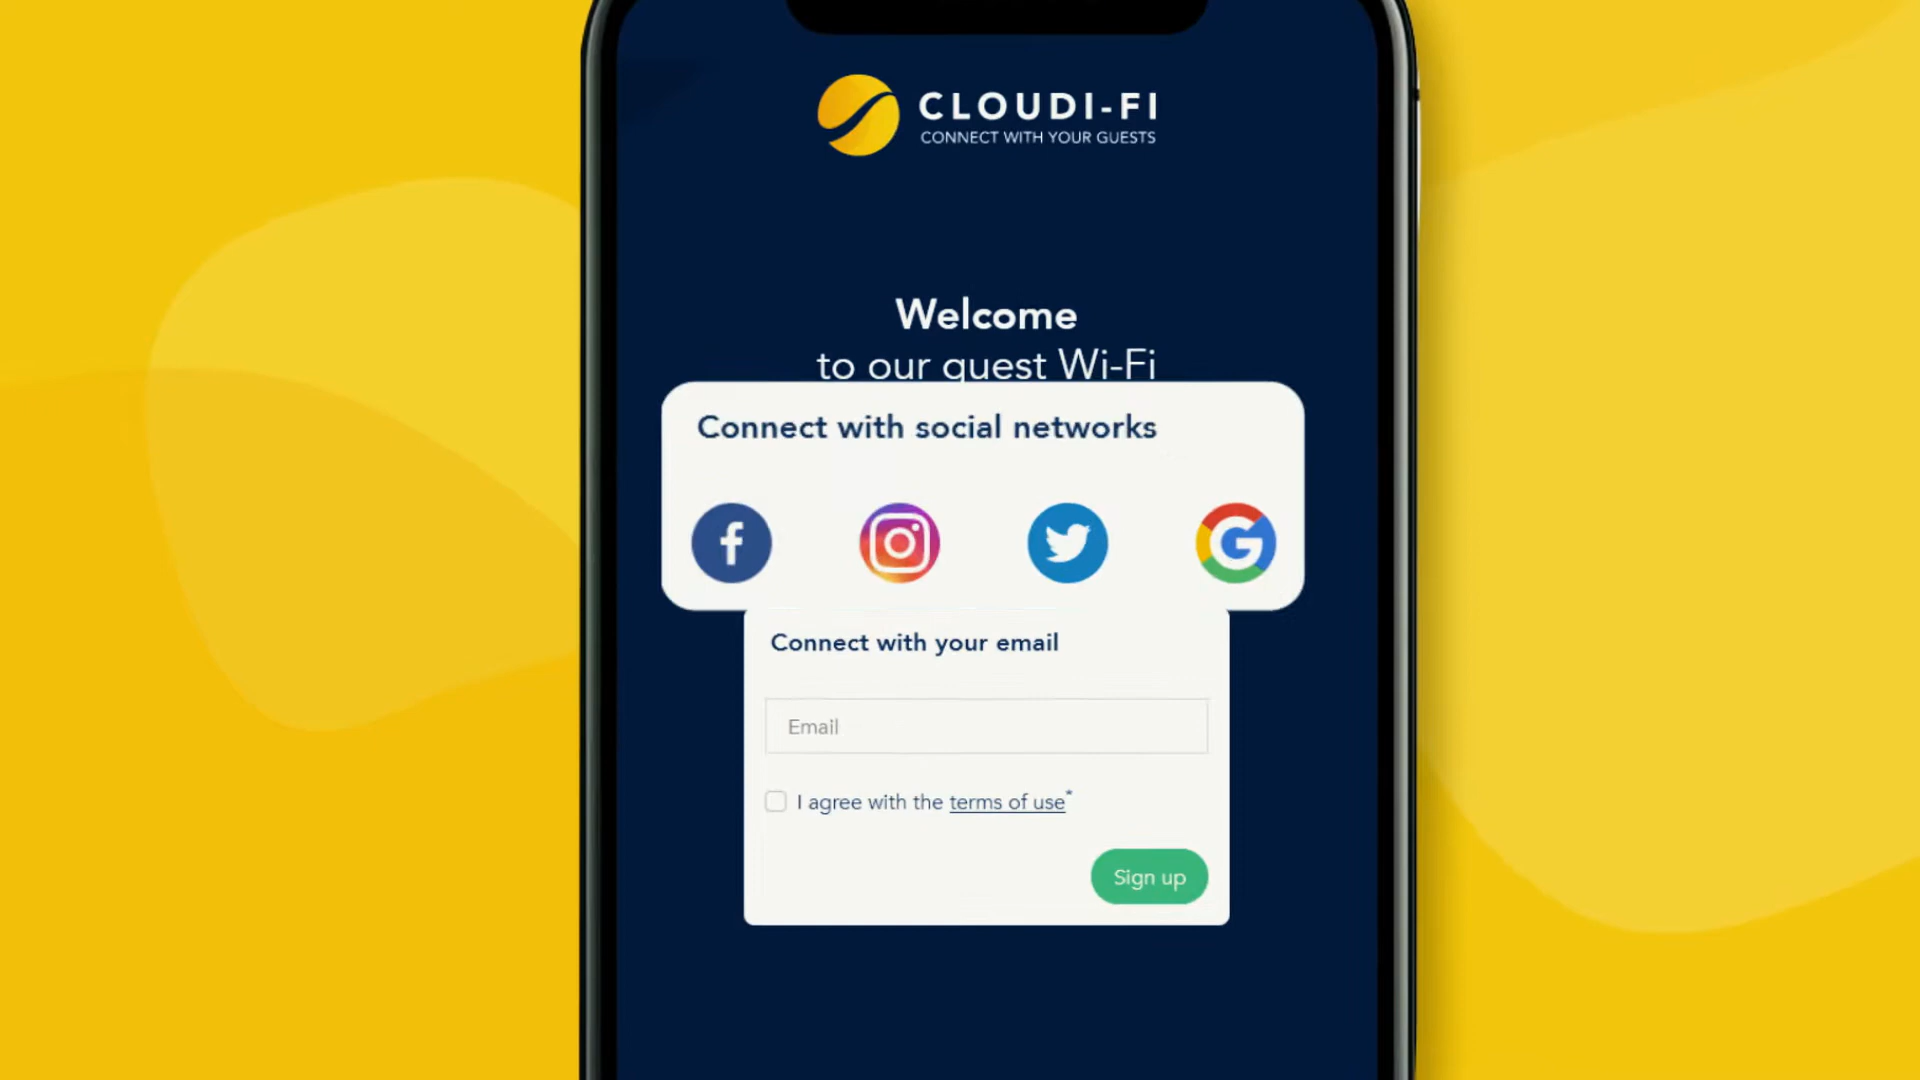 CLOUDI-FI
CONNECT WITH YOUR GUESTS
Welcome
to our guest Wi-Fi
Connect with social networks
Connect with your email
Email
I agree with the terms of use*
Sign up